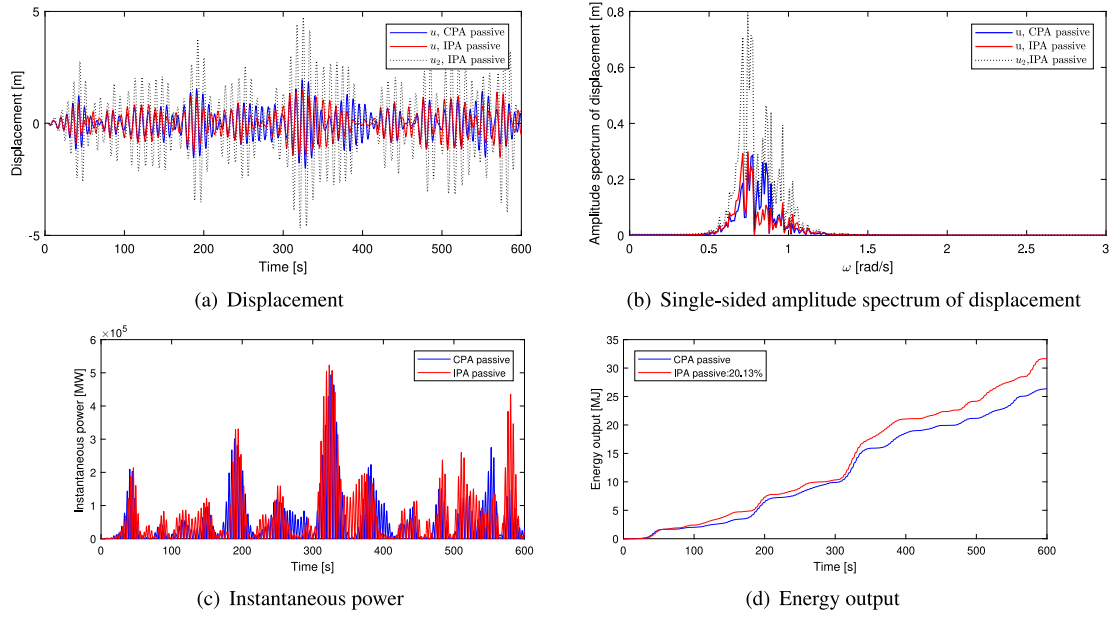 5
0
-5
Displacement [m]
0 100 200 300 400 500 600
Time [s]
u, CPA passive
u, IPA passive
u₂, IPA passive
(a) Displacement
0.8
0.6
0.4
0.2
0
Amplitude spectrum of displacement [m]
0 0.5 1 1.5 2 2.5 3
ω [rad/s]
u, CPA passive
u, IPA passive
u₂,IPA passive
(b) Single-sided amplitude spectrum of displacement
×10⁵
6
5
4
3
2
1
0
Instantaneous power [MW]
0 100 200 300 400 500 600
Time [s]
CPA passive
IPA passive
(c) Instantaneous power
35
30
25
20
15
10
5
0
Energy output [MJ]
0 100 200 300 400 500 600
Time [s]
CPA passive
IPA passive:20.13%
(d) Energy output